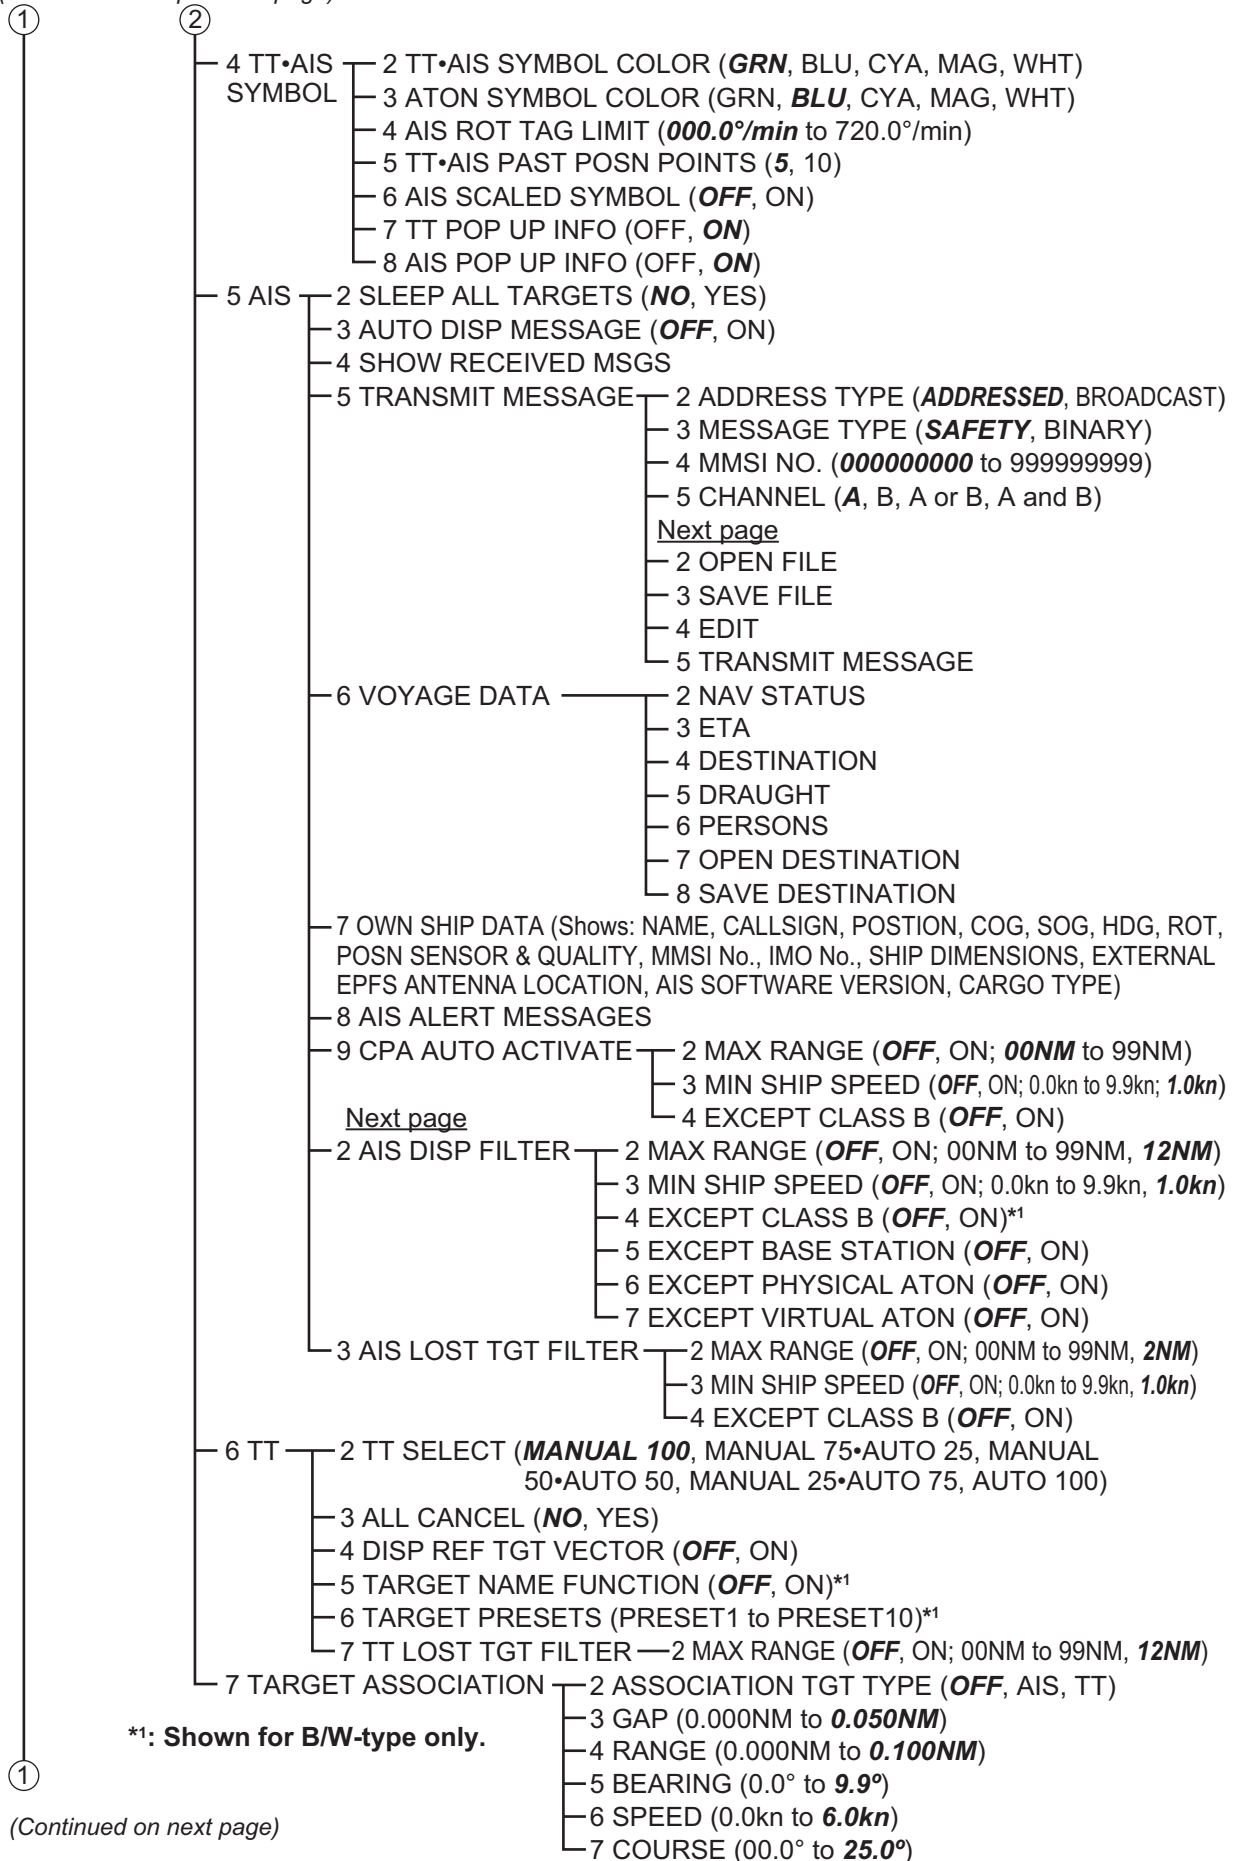 1
2
4 TT•AIS SYMBOL
2 TT•AIS SYMBOL COLOR (GRN, BLU, CYA, MAG, WHT)
3 ATON SYMBOL COLOR (GRN, BLU, CYA, MAG, WHT)
4 AIS ROT TAG LIMIT (000.0°/min to 720.0°/min)
5 TT•AIS PAST POSN POINTS (5, 10)
6 AIS SCALED SYMBOL (OFF, ON)
7 TT POP UP INFO (OFF, ON)
8 AIS POP UP INFO (OFF, ON)
5 AIS
2 SLEEP ALL TARGETS (NO, YES)
3 AUTO DISP MESSAGE (OFF, ON)
4 SHOW RECEIVED MSGS
5 TRANSMIT MESSAGE
2 ADDRESS TYPE (ADDRESSED, BROADCAST)
3 MESSAGE TYPE (SAFETY, BINARY)
4 MMSI NO. (000000000 to 999999999)
5 CHANNEL (A, B, A or B, A and B)
Next page
2 OPEN FILE
3 SAVE FILE
4 EDIT
5 TRANSMIT MESSAGE
6 VOYAGE DATA
2 NAV STATUS
3 ETA
4 DESTINATION
5 DRAUGHT
6 PERSONS
7 OPEN DESTINATION
8 SAVE DESTINATION
7 OWN SHIP DATA (Shows: NAME, CALLSIGN, POSTION, COG, SOG, HDG, ROT,
POSN SENSOR & QUALITY, MMSI No., IMO No., SHIP DIMENSIONS, EXTERNAL
EPFS ANTENNA LOCATION, AIS SOFTWARE VERSION, CARGO TYPE)
8 AIS ALERT MESSAGES
9 CPA AUTO ACTIVATE
2 MAX RANGE (OFF, ON; 00NM to 99NM)
3 MIN SHIP SPEED (OFF, ON; 0.0kn to 9.9kn; 1.0kn)
4 EXCEPT CLASS B (OFF, ON)
Next page
2 AIS DISP FILTER
2 MAX RANGE (OFF, ON; 00NM to 99NM, 12NM)
3 MIN SHIP SPEED (OFF, ON; 0.0kn to 9.9kn, 1.0kn)
4 EXCEPT CLASS B (OFF, ON)*1
5 EXCEPT BASE STATION (OFF, ON)
6 EXCEPT PHYSICAL ATON (OFF, ON)
7 EXCEPT VIRTUAL ATON (OFF, ON)
3 AIS LOST TGT FILTER
2 MAX RANGE (OFF, ON; 00NM to 99NM, 2NM)
3 MIN SHIP SPEED (OFF, ON; 0.0kn to 9.9kn, 1.0kn)
4 EXCEPT CLASS B (OFF, ON)
6 TT
2 TT SELECT (MANUAL 100, MANUAL 75•AUTO 25, MANUAL
50•AUTO 50, MANUAL 25•AUTO 75, AUTO 100)
3 ALL CANCEL (NO, YES)
4 DISP REF TGT VECTOR (OFF, ON)
5 TARGET NAME FUNCTION (OFF, ON)*1
6 TARGET PRESETS (PRESET1 to PRESET10)*1
7 TT LOST TGT FILTER
2 MAX RANGE (OFF, ON; 00NM to 99NM, 12NM)
7 TARGET ASSOCIATION
2 ASSOCIATION TGT TYPE (OFF, AIS, TT)
3 GAP (0.000NM to 0.050NM)
4 RANGE (0.000NM to 0.100NM)
5 BEARING (0.0° to 9.9º)
6 SPEED (0.0kn to 6.0kn)
7 COURSE (00.0° to 25.0º)
*1: Shown for B/W-type only.
1
(Continued on next page)